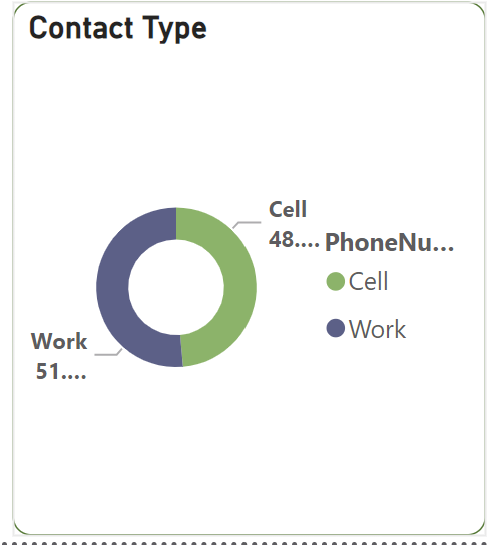 Contact Type
Cell
48....
PhoneNu...
Cell
Work
Work
51....